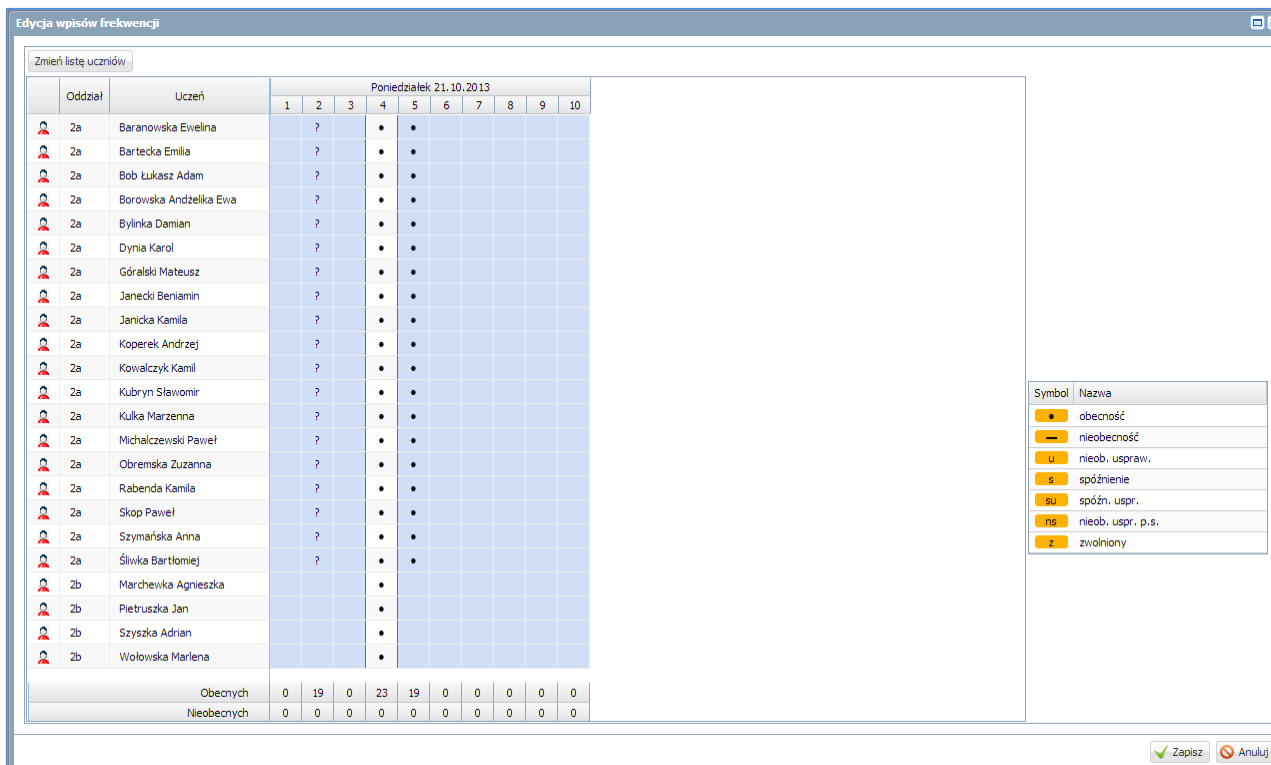 Edycja wpisów frekwencji
Zmień listę uczniów
Oddział Uczeń Poniedziałek 21.10.2013
1 2 3 4 5 6 7 8 9 10
2a Baranowska Ewelina ? • •
2a Bartecka Emilia ? • •
2a Bob Łukasz Adam ? • •
2a Borowska Andżelika Ewa ? • •
2a Bylinka Damian ? • •
2a Dynia Karol ? • •
2a Góralski Mateusz ? • •
2a Janecki Beniamin ? • •
2a Janicka Kamila ? • •
2a Koperek Andrzej ? • •
2a Kowalczyk Kamil ? • •
2a Kubryn Sławomir ? • •
2a Kulka Marzenna ? • •
2a Michalczewski Paweł ? • •
2a Obremska Zuzanna ? • •
2a Rabenda Kamila ? • •
2a Skop Paweł ? • •
2a Szymańska Anna ? • •
2a Śliwka Bartłomiej ? • •
2b Marchewka Agnieszka •
2b Pietruszka Jan •
2b Szyszka Adrian •
2b Wołowska Marlena •
Obecnych 0 19 0 23 19 0 0 0 0 0
Nieobecnych 0 0 0 0 0 0 0 0 0 0
Symbol Nazwa
• obecność
— nieobecność
u nieob. uspraw.
s spóźnienie
su spóźn. uspr.
ns nieob. uspr. p.s.
z zwolniony
Zapisz Anuluj